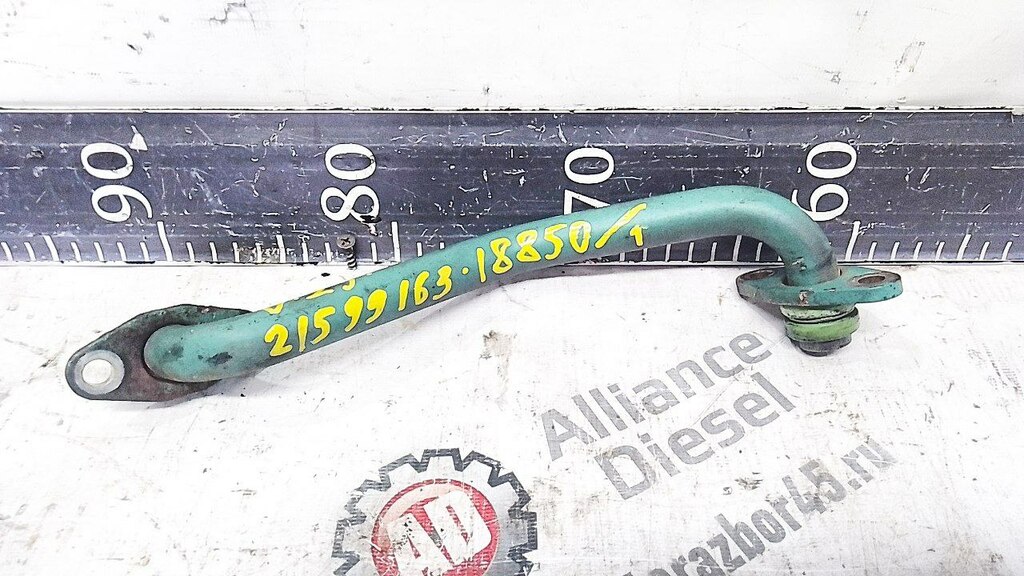 90 80 70 60
21599163·18850/1
Alliance
Diesel
AD
razbor45.ru